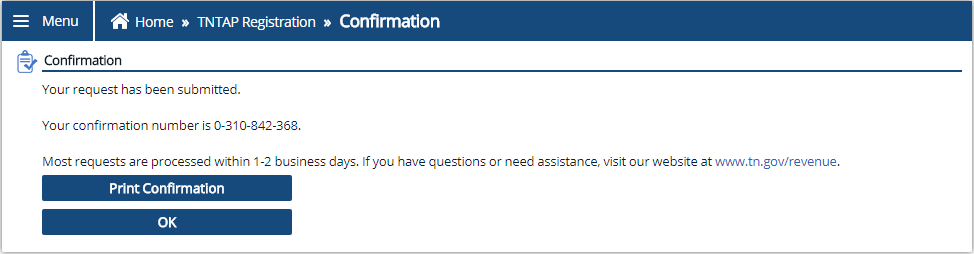 Menu Home » TNTAP Registration » Confirmation
Confirmation
Your request has been submitted.
Your confirmation number is 0-310-842-368.
Most requests are processed within 1-2 business days. If you have questions or need assistance, visit our website at www.tn.gov/revenue.
Print Confirmation
OK